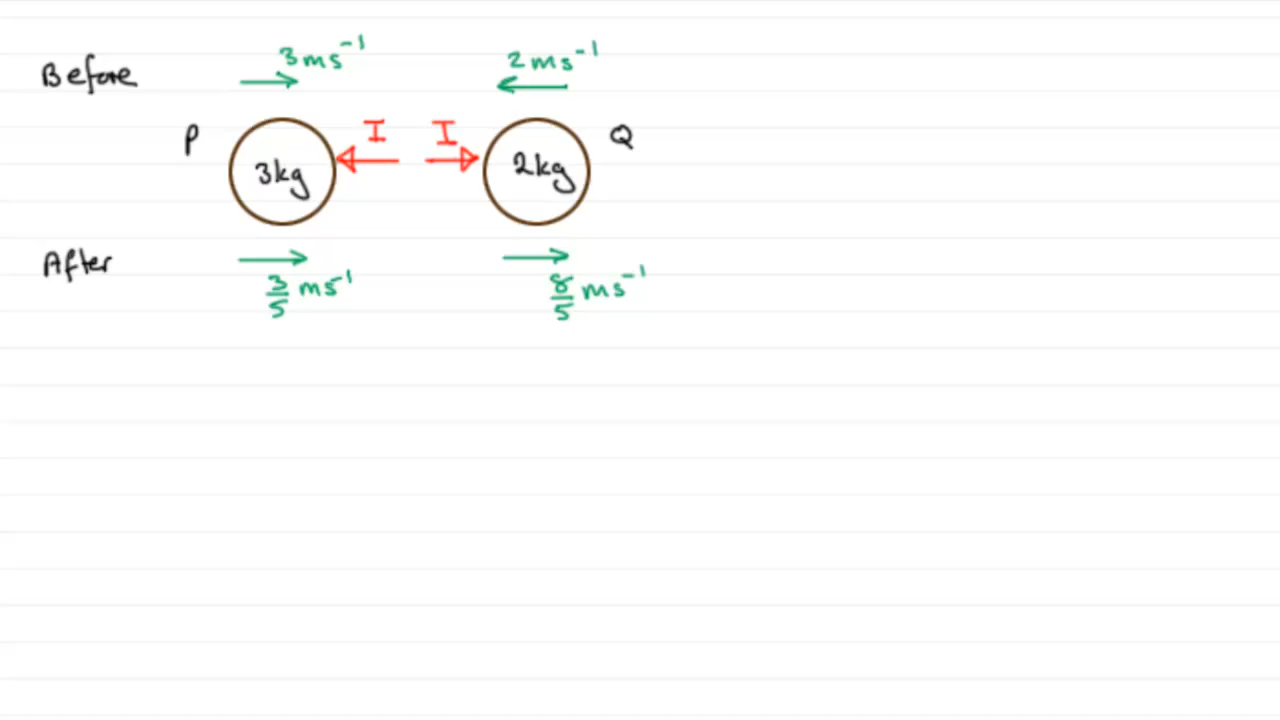 Before 3ms⁻¹ 2ms⁻¹
P I I Q
3kg 2kg
After
3/5 ms⁻¹ 8/5 ms⁻¹